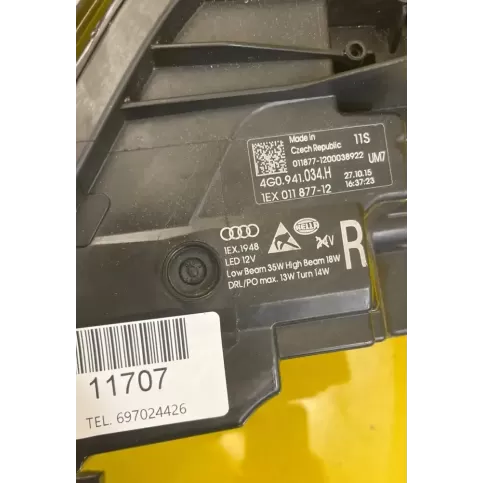 Made in
Czech Republic
11S
011877-1200038922
UM7
4G0.941.034.H
27.10.15
1EX 011 877-12
16:37:23
1EX.1948
HELLA
LED 12V
Low Beam 35W High Beam 18W
DRL/PO max. 13W Turn 14W
R
11707
TEL. 697024426